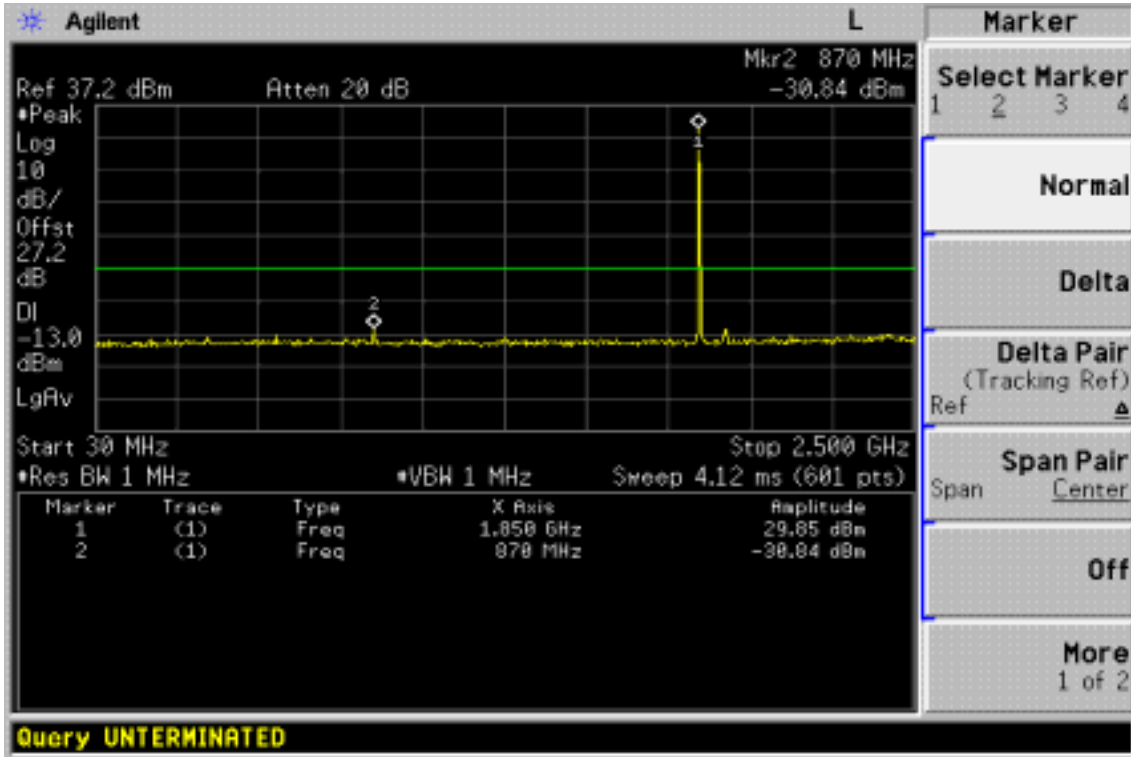 Agilent L Marker
Mkr2 870 MHz
Ref 37.2 dBm Atten 20 dB -30.84 dBm
Select Marker
1 2 3 4
Peak
Log
10
dB/
Offst
27.2
dB
DI
-13.0
dBm
LgAv
1
2
Normal
Delta
Delta Pair
(Tracking Ref)
Ref Δ
Span Pair
Span Center
Off
More
1 of 2
Start 30 MHz Stop 2.500 GHz
Res BW 1 MHz VBW 1 MHz Sweep 4.12 ms (601 pts)
Marker Trace Type X Axis Amplitude
1 (1) Freq 1.850 GHz 29.85 dBm
2 (1) Freq 870 MHz -30.84 dBm
Query UNTERMINATED